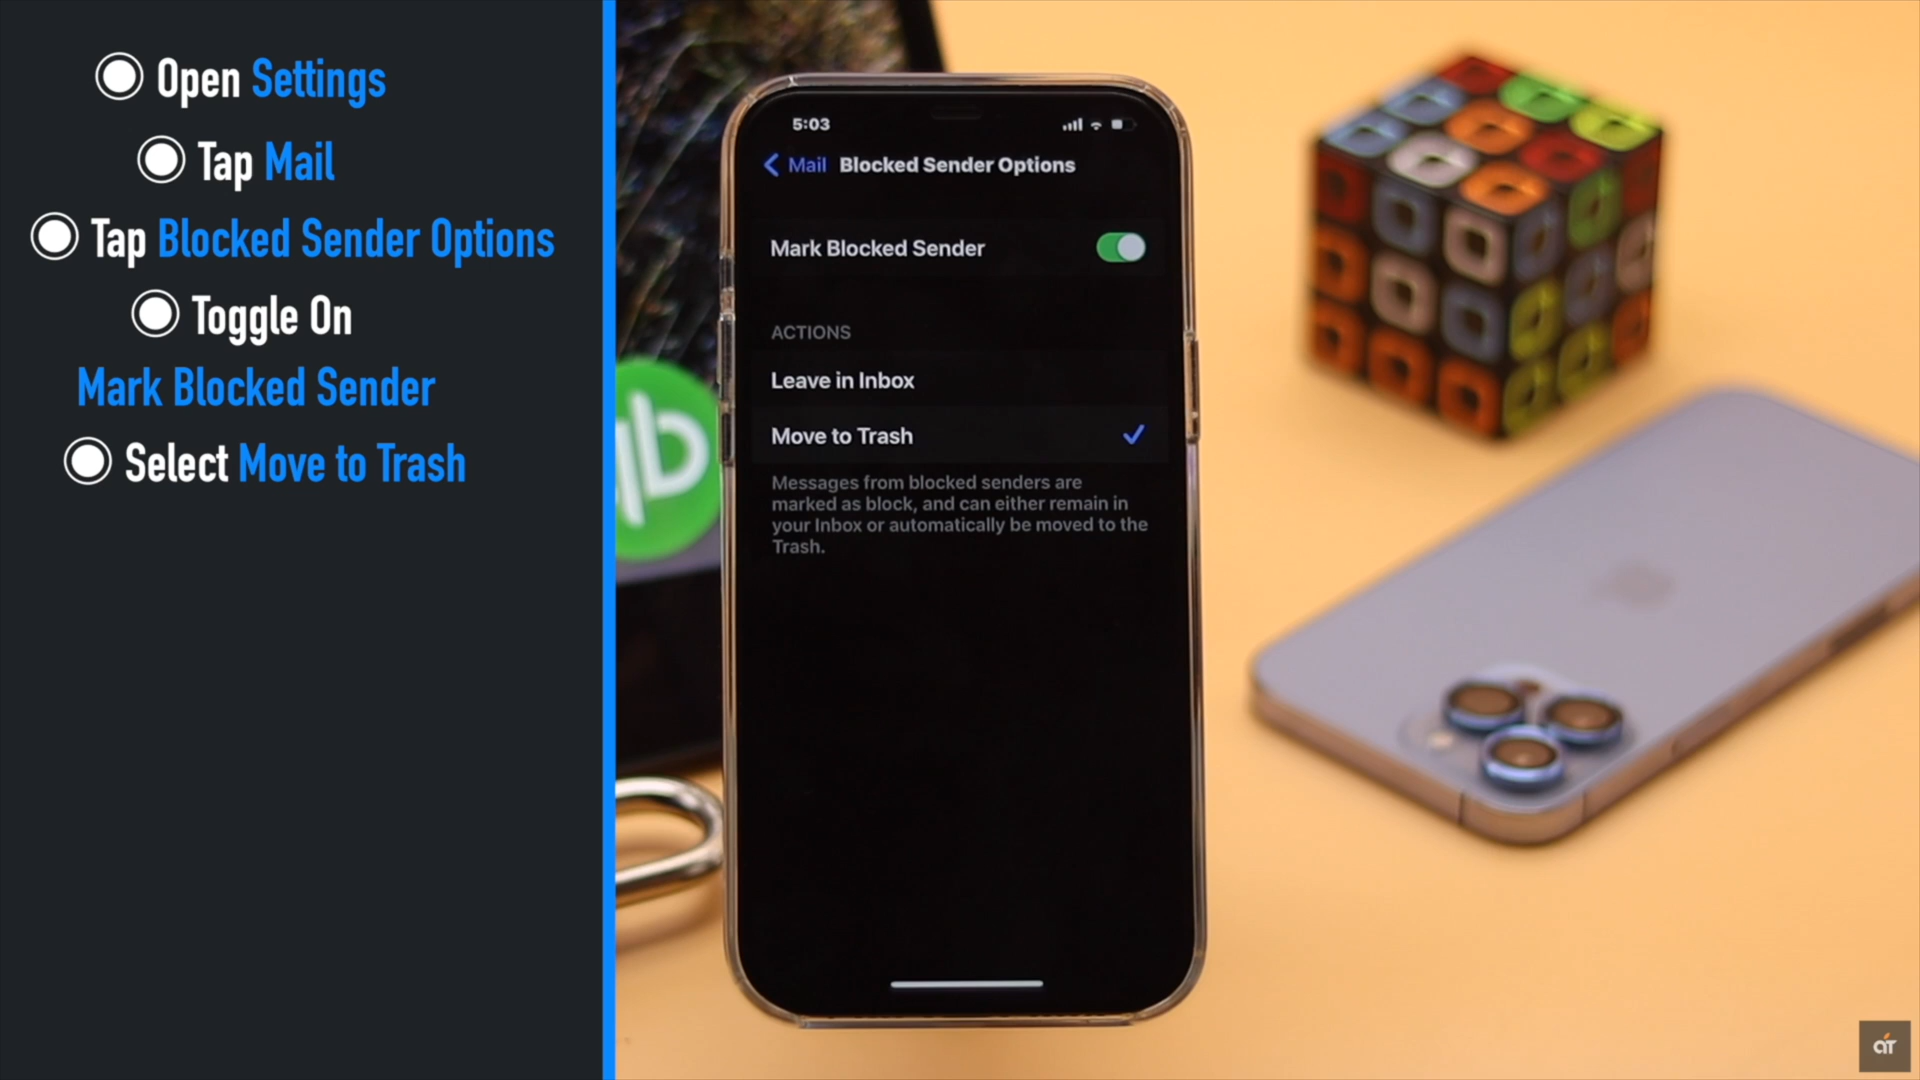 Open Settings
Tap Mail
Tap Blocked Sender Options
Toggle On
Mark Blocked Sender
Select Move to Trash
5:03
Mail Blocked Sender Options
Mark Blocked Sender
ACTIONS
Leave in Inbox
Move to Trash
Messages from blocked senders are
marked as block, and can either remain in
your Inbox or automatically be moved to the
Trash.
qb
aT